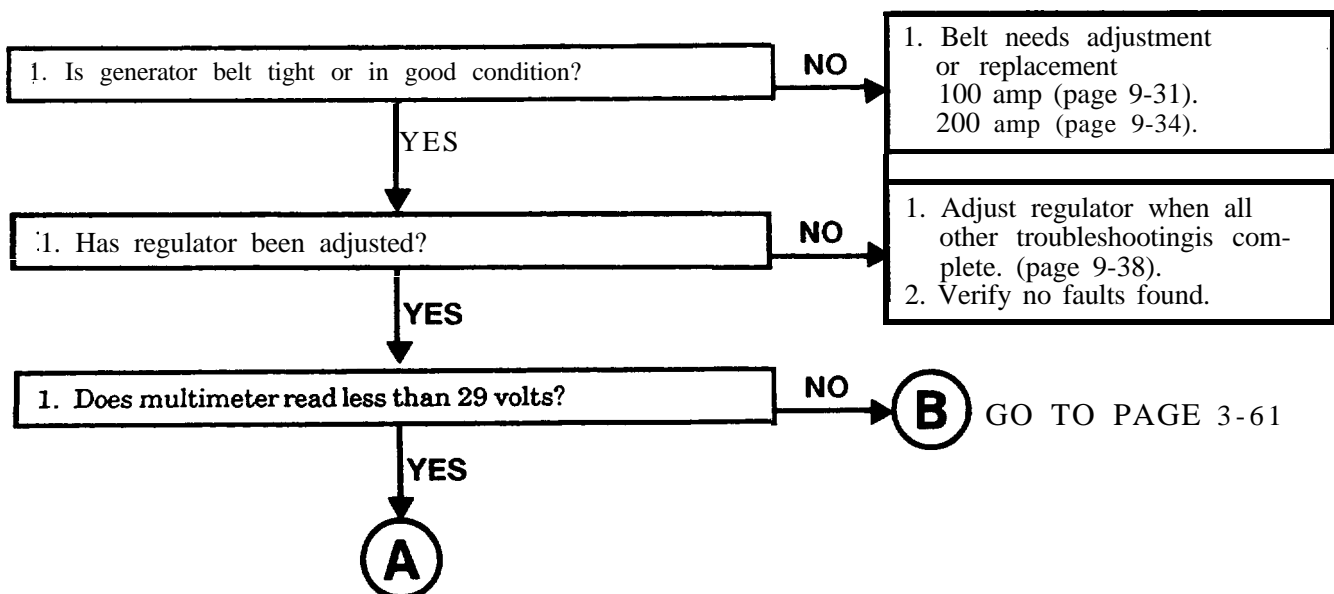 1. Is generator belt tight or in good condition?
NO
1. Belt needs adjustment
or replacement
100 amp (page 9-31).
200 amp (page 9-34).
YES
1. Has regulator been adjusted?
NO
1. Adjust regulator when all
other troubleshootingis com-
plete. (page 9-38).
2. Verify no faults found.
YES
1. Does multimeter read less than 29 volts?
NO
B GO TO PAGE 3-61
YES
A